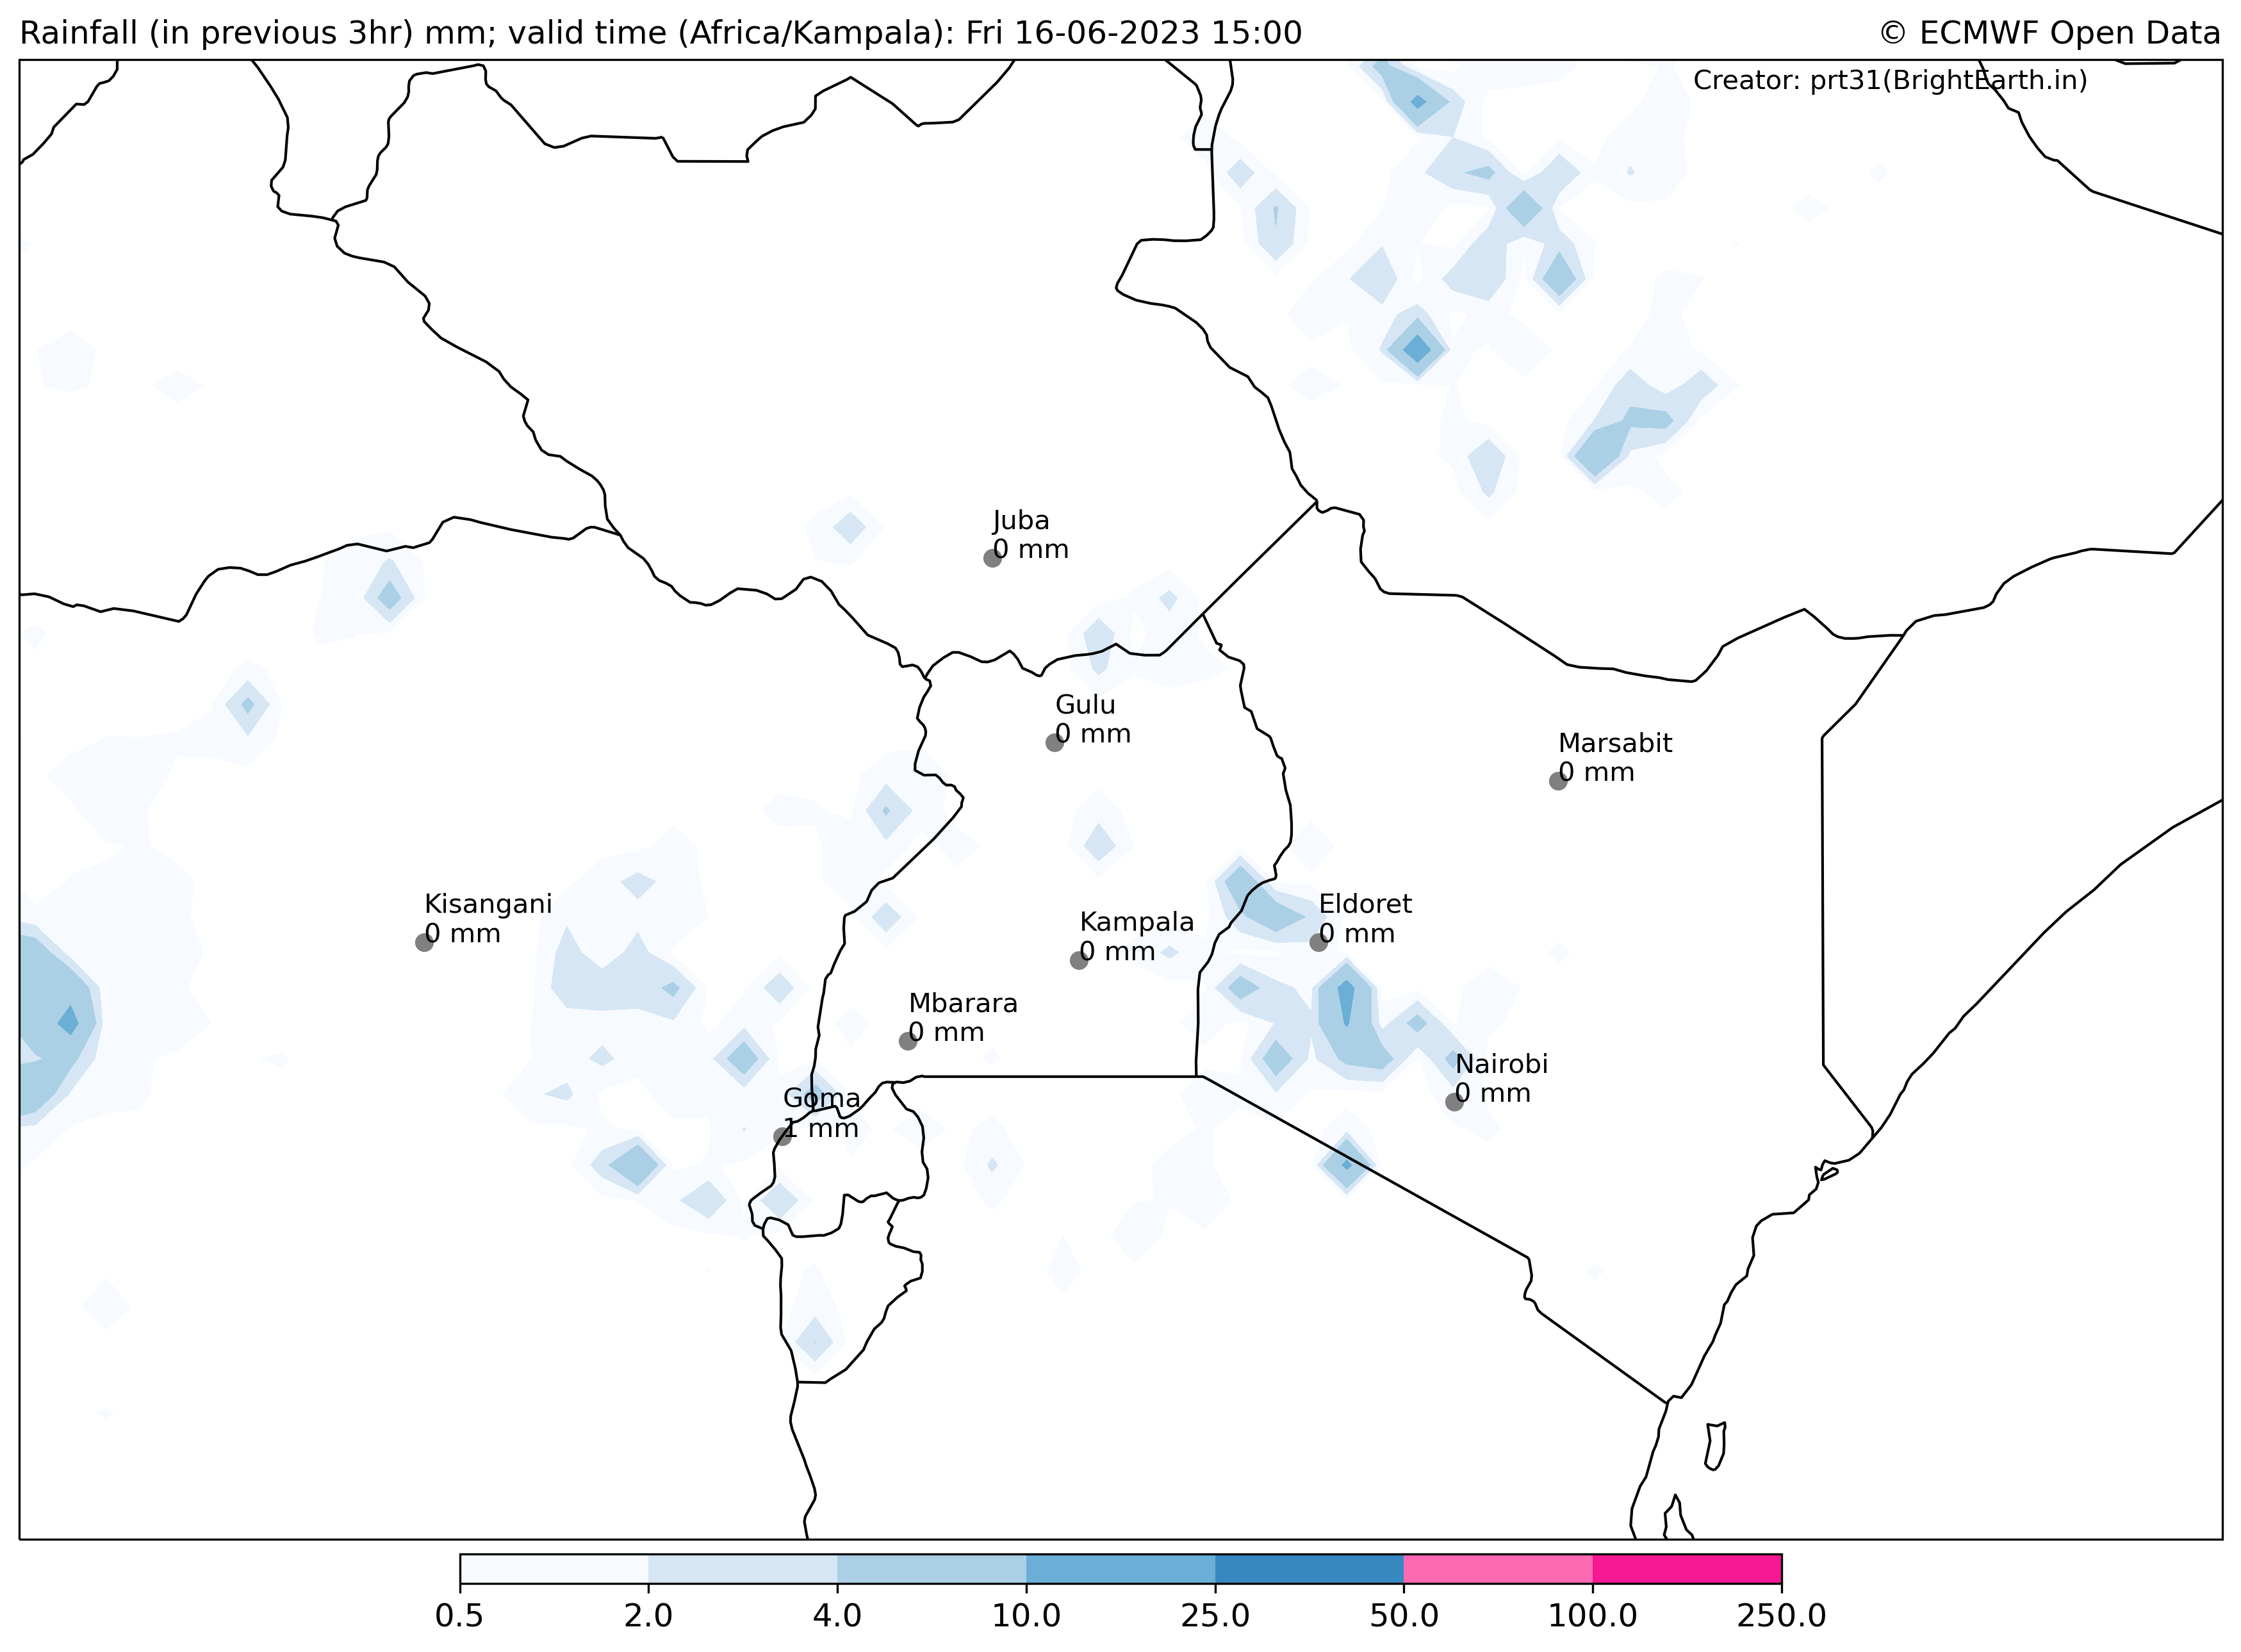 Rainfall (in previous 3hr) mm; valid time (Africa/Kampala): Fri 16-06-2023 15:00
© ECMWF Open Data
Creator: prt31(BrightEarth.in)
Juba
0 mm
Gulu
0 mm
Marsabit
0 mm
Kisangani
0 mm
Kampala
0 mm
Eldoret
0 mm
Mbarara
0 mm
Nairobi
0 mm
Goma
1 mm
0.5 2.0 4.0 10.0 25.0 50.0 100.0 250.0